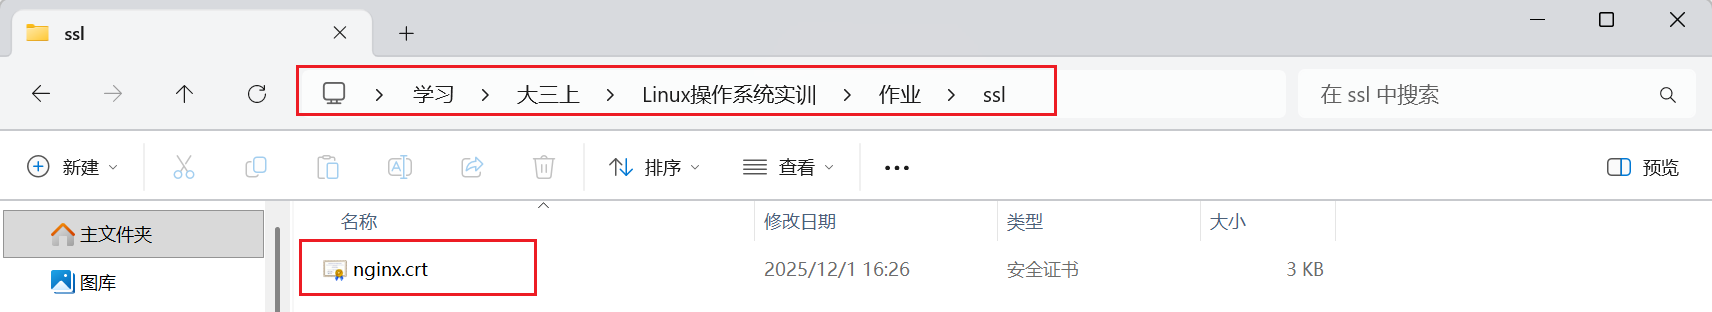 ssl
学习 大三上 Linux操作系统实训 作业 ssl
在 ssl 中搜索
新建 排序 查看 预览
主文件夹
图库
名称 修改日期 类型 大小
nginx.crt 2025/12/1 16:26 安全证书 3 KB